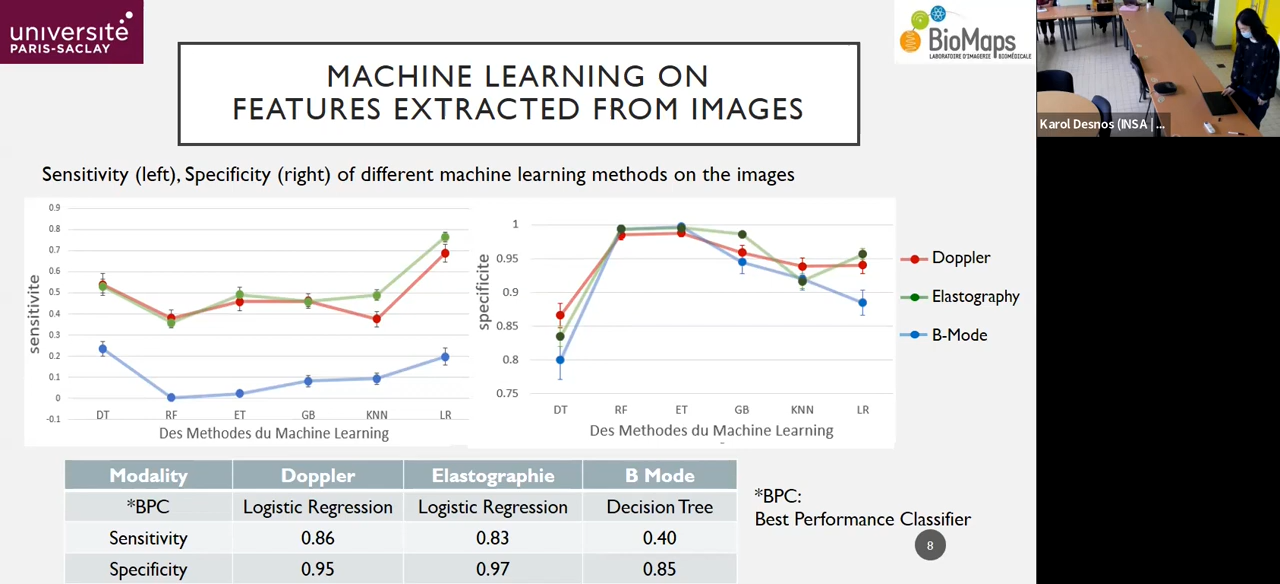 université
PARIS-SACLAY
BioMaps
LABORATOIRE D'IMAGERIE BIOMÉDICALE
Karol Desnos (INSA | ...
MACHINE LEARNING ON
FEATURES EXTRACTED FROM IMAGES
Sensitivity (left), Specificity (right) of different machine learning methods on the images
sensitivite
0.9
0.8
0.7
0.6
0.5
0.4
0.3
0.2
0.1
0
-0.1
DT RF ET GB KNN LR
Des Methodes du Machine Learning
specificite
1
0.95
0.9
0.85
0.8
0.75
DT RF ET GB KNN LR
Des Methodes du Machine Learning
Doppler
Elastography
B-Mode
Modality Doppler Elastographie B Mode
*BPC Logistic Regression Logistic Regression Decision Tree
Sensitivity 0.86 0.83 0.40
Specificity 0.95 0.97 0.85
*BPC:
Best Performance Classifier
8